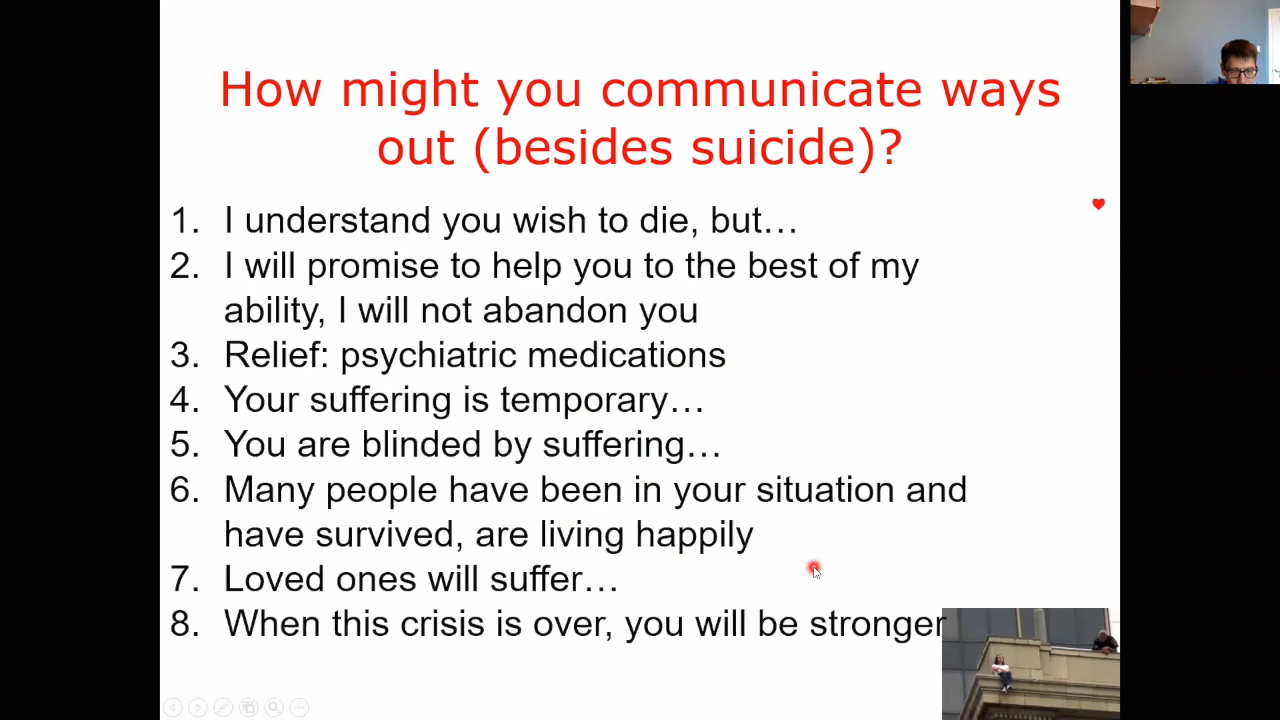 How might you communicate ways
out (besides suicide)?
1. I understand you wish to die, but…
2. I will promise to help you to the best of my
ability, I will not abandon you
3. Relief: psychiatric medications
4. Your suffering is temporary…
5. You are blinded by suffering…
6. Many people have been in your situation and
have survived, are living happily
7. Loved ones will suffer…
8. When this crisis is over, you will be stronger